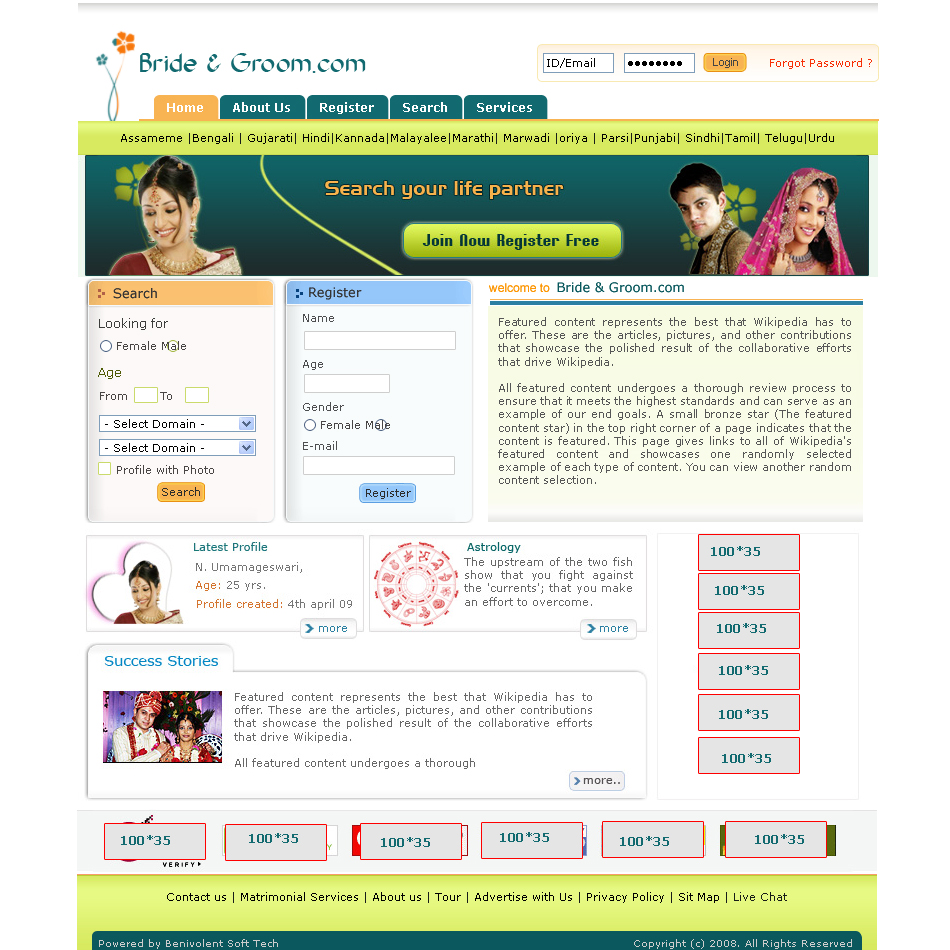 Bride & Groom.com
ID/Email ●●●●●●●● Login Forgot Password ?
Home About Us Register Search Services
Assameme |Bengali | Gujarati| Hindi|Kannada|Malayalee|Marathi| Marwadi |oriya | Parsi|Punjabi| Sindhi|Tamil| Telugu|Urdu
Search your life partner
Join Now Register Free
Search
Looking for
Female Male
Age
From To
- Select Domain -
- Select Domain -
Profile with Photo
Search
Register
Name
Age
Gender
Female Male
E-mail
Register
welcome to Bride & Groom.com
Featured content represents the best that Wikipedia has to
offer. These are the articles, pictures, and other contributions
that showcase the polished result of the collaborative efforts
that drive Wikipedia.
All featured content undergoes a thorough review process to
ensure that it meets the highest standards and can serve as an
example of our end goals. A small bronze star (The featured
content star) in the top right corner of a page indicates that the
content is featured. This page gives links to all of Wikipedia's
featured content and showcases one randomly selected
example of each type of content. You can view another random
content selection.
Latest Profile
N. Umamageswari,
Age: 25 yrs.
Profile created: 4th april 09
more
Astrology
The upstream of the two fish
show that you fight against
the 'currents'; that you make
an effort to overcome.
more
100*35
100*35
100*35
100*35
100*35
100*35
Success Stories
Featured content represents the best that Wikipedia has to
offer. These are the articles, pictures, and other contributions
that showcase the polished result of the collaborative efforts
that drive Wikipedia.
All featured content undergoes a thorough
more..
100*35 100*35 100*35 100*35 100*35 100*35
VERIFY
Contact us | Matrimonial Services | About us | Tour | Advertise with Us | Privacy Policy | Sit Map | Live Chat
Powered by Benivolent Soft Tech Copyright (c) 2008. All Rights Reserved